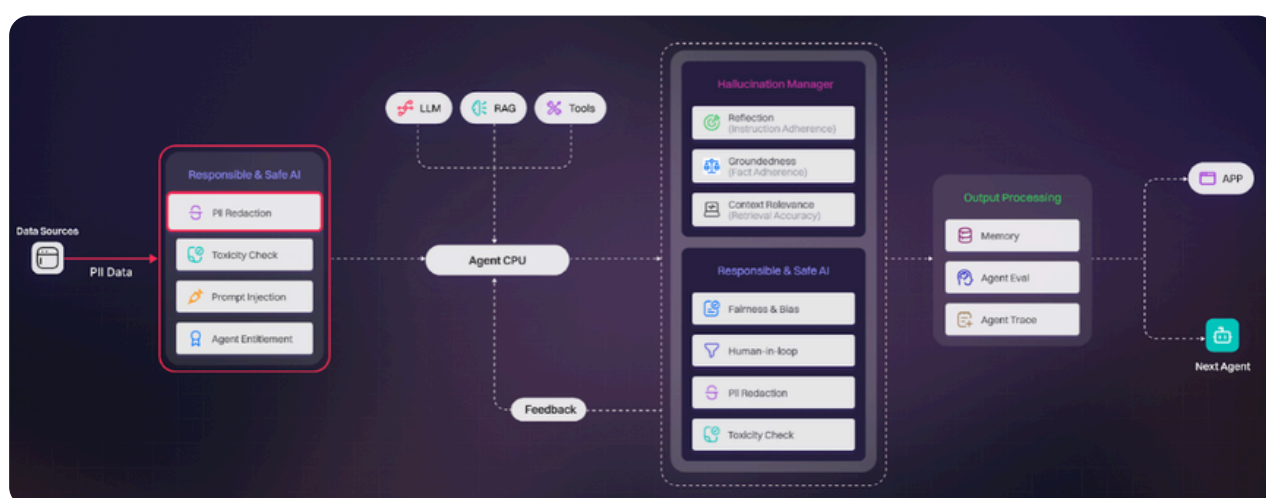 Data Sources
PII Data
Responsible & Safe AI
PII Redaction
Toxicity Check
Prompt Injection
Agent Entitlement
LLM
RAG
Tools
Agent CPU
Feedback
Hallucination Manager
Reflection
(Instruction Adherence)
Groundedness
(Fact Adherence)
Context Relevance
(Retrieval Accuracy)
Responsible & Safe AI
Fairness & Bias
Human-in-loop
PII Redaction
Toxicity Check
Output Processing
Memory
Agent Eval
Agent Trace
APP
Next Agent